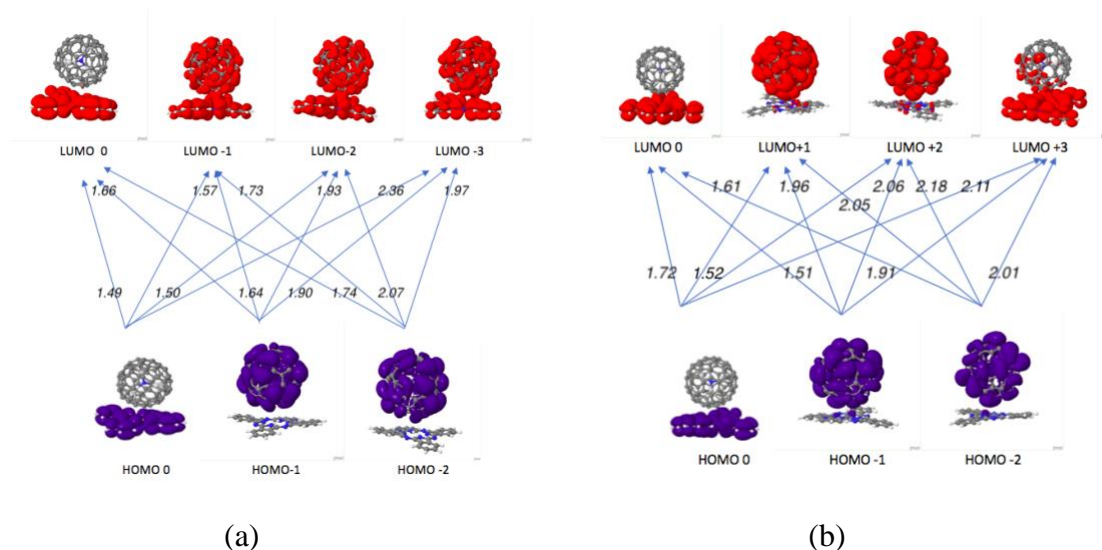 LUMO 0 LUMO -1 LUMO-2 LUMO -3
1.66 1.57 1.73 1.93 2.36 1.97
1.49 1.50 1.64 1.90 1.74 2.07
HOMO 0 HOMO-1 HOMO -2
(a)
LUMO 0 LUMO+1 LUMO +2 LUMO +3
1.61 1.96 2.06 2.18 2.11
2.05
1.72 1.52 1.51 1.91 2.01
HOMO 0 HOMO -1 HOMO -2
(b)